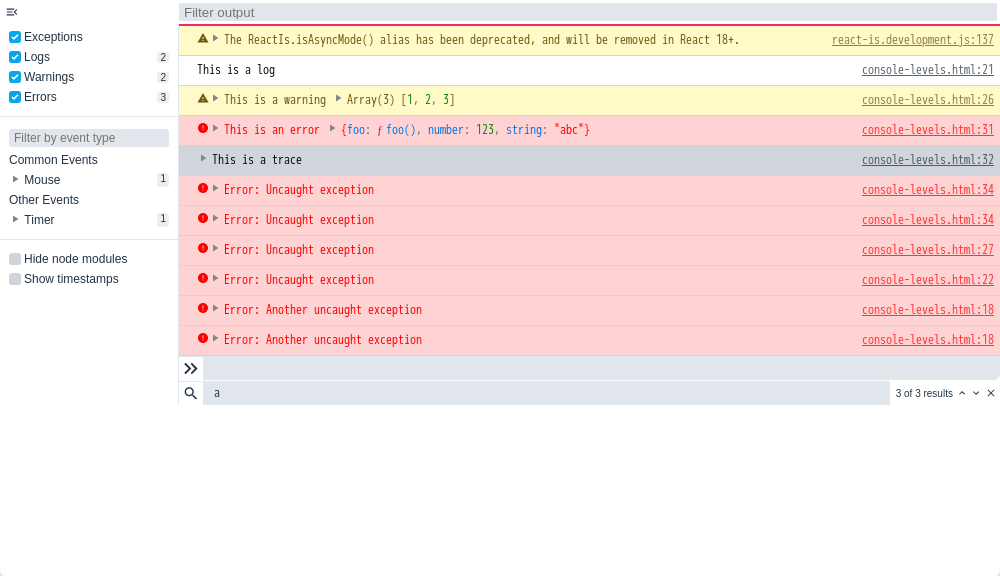 Filter output
Exceptions
Logs 2
Warnings 2
Errors 3
Filter by event type
Common Events
Mouse 1
Other Events
Timer 1
Hide node modules
Show timestamps
The ReactIs.isAsyncMode() alias has been deprecated, and will be removed in React 18+. react-is.development.js:137
This is a log console-levels.html:21
This is a warning Array(3) [1, 2, 3] console-levels.html:26
This is an error {foo: ƒ foo(), number: 123, string: "abc"} console-levels.html:31
This is a trace console-levels.html:32
Error: Uncaught exception console-levels.html:34
Error: Uncaught exception console-levels.html:34
Error: Uncaught exception console-levels.html:27
Error: Uncaught exception console-levels.html:22
Error: Another uncaught exception console-levels.html:18
Error: Another uncaught exception console-levels.html:18
a 3 of 3 results